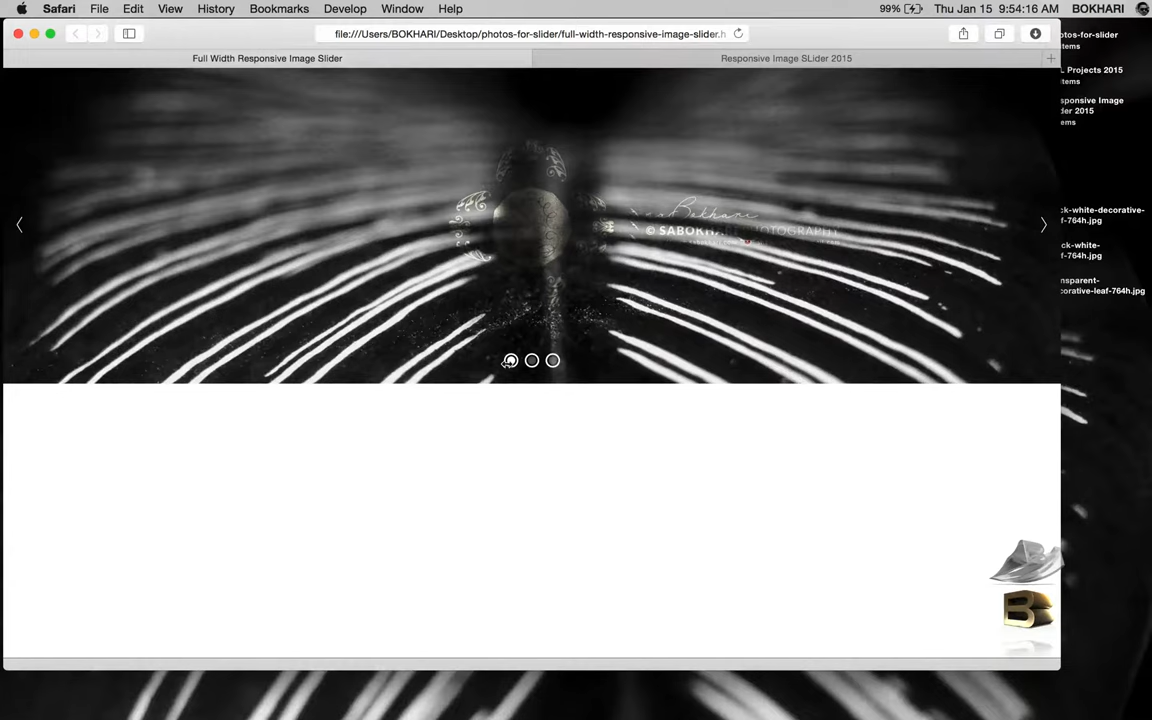 Safari File Edit View History Bookmarks Develop Window Help 99% Thu Jan 15 9:54:16 AM BOKHARI
file:///Users/BOKHARI/Desktop/photos-for-slider/full-width-responsive-image-slider.h
Full Width Responsive Image Slider Responsive Image SLider 2015
otos-for-slider
tems
L Projects 2015
tems
sponsive Image
der 2015
ems
Bokhari
© SABOKHARI PHOTOGRAPHY
ck-white-decorative-
f-764h.jpg
ck-white-
f-764h.jpg
nsparent-
corative-leaf-764h.jpg
B